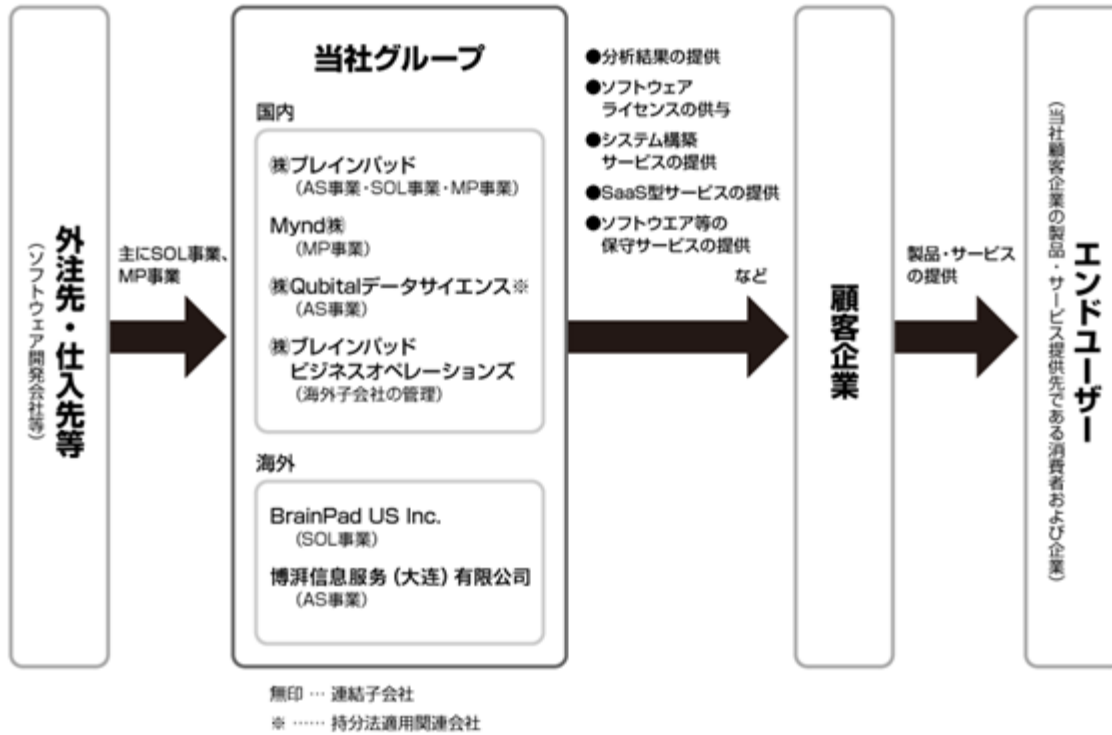 外注先・仕入先等
(ソフトウェア開発会社等)
主にSOL事業、
MP事業
当社グループ
国内
㈱ブレインパッド
(AS事業・SOL事業・MP事業)
Mynd㈱
(MP事業)
㈱Qubitalデータサイエンス※
(AS事業)
㈱ブレインパッド
ビジネスオペレーションズ
(海外子会社の管理)
海外
BrainPad US Inc.
(SOL事業)
博湃信息服务(大连)有限公司
(AS事業)
●分析結果の提供
●ソフトウェア
ライセンスの供与
●システム構築
サービスの提供
●SaaS型サービスの提供
●ソフトウエア等の
保守サービスの提供
など
顧客企業
製品・サービス
の提供
エンドユーザー
(当社顧客企業の製品・サービス提供先である消費者および企業)
無印 … 連結子会社
※ …… 持分法適用関連会社